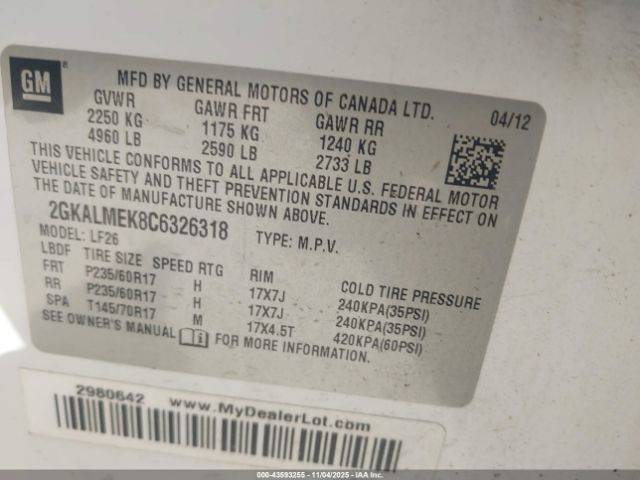 GM ®
MFD BY GENERAL MOTORS OF CANADA LTD.
04/12
GVWR GAWR FRT GAWR RR
2250 KG 1175 KG 1240 KG
4960 LB 2590 LB 2733 LB
THIS VEHICLE CONFORMS TO ALL APPLICABLE U.S. FEDERAL MOTOR
VEHICLE SAFETY AND THEFT PREVENTION STANDARDS IN EFFECT ON
THE DATE OF MANUFACTURE SHOWN ABOVE.
2GKALMEK8C6326318 TYPE: M.P.V.
MODEL: LF26
LBDF TIRE SIZE SPEED RTG RIM COLD TIRE PRESSURE
FRT P235/60R17 H 17X7J 240KPA(35PSI)
RR P235/60R17 H 17X7J 240KPA(35PSI)
SPA T145/70R17 M 17X4.5T 420KPA(60PSI)
SEE OWNER'S MANUAL FOR MORE INFORMATION.
2980642 www.MyDealerLot.com
00-43593255 - 11/04/2025 - IAA Inc.